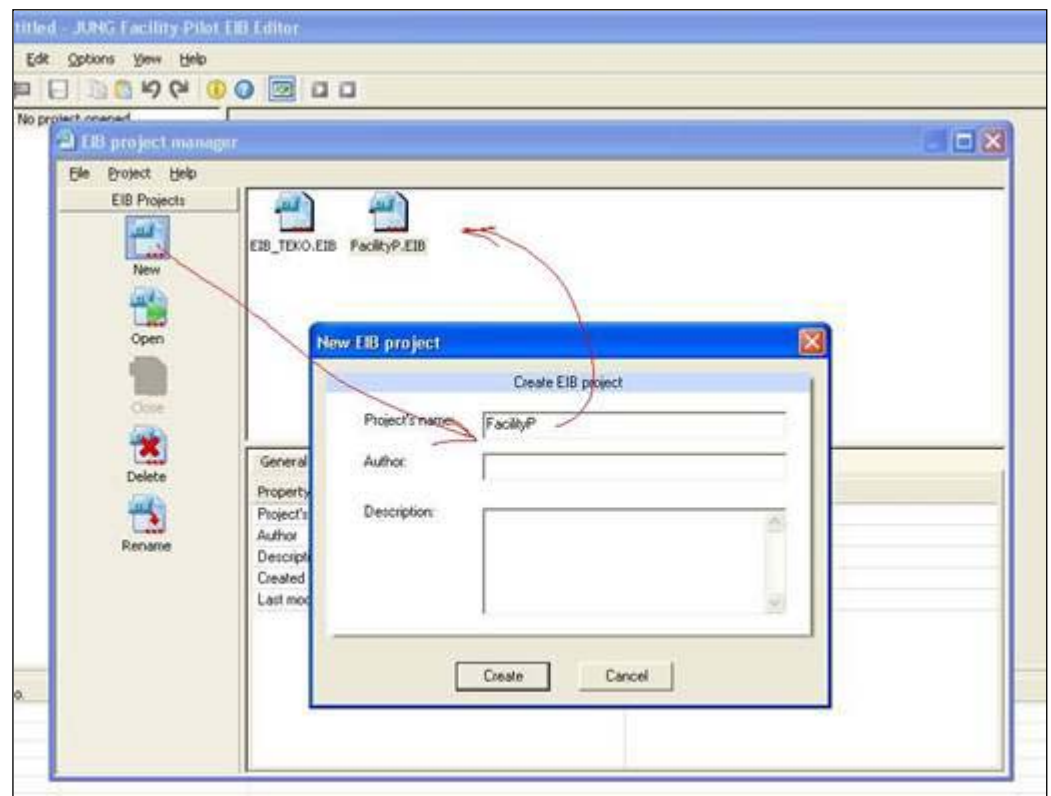 titled - JUNG Facility-Pilot EIB Editor
Edit Options View Help
No project opened
EIB project manager
File Project Help
EIB Projects
New
Open
Close
Delete
Rename
EIB_TEKO.EIB FacilityP.EIB
General
Property
Project's
Author
Descripti
Created
Last mod
New EIB project
Create EIB project
Project's name: FacilityP
Author:
Description:
Create Cancel
o.